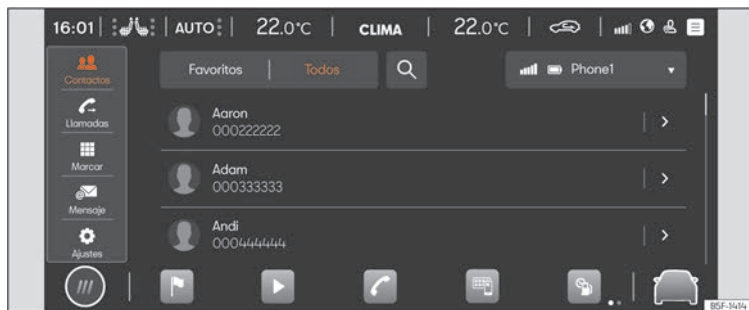 16:01 AUTO 22.0°C CLIMA 22.0°C
Contactos
Llamadas
Marcar
Mensaje
Ajustes
Favoritos Todos
Phone1
Aaron
000222222
Adam
000333333
Andi
000444444
B5F-1414